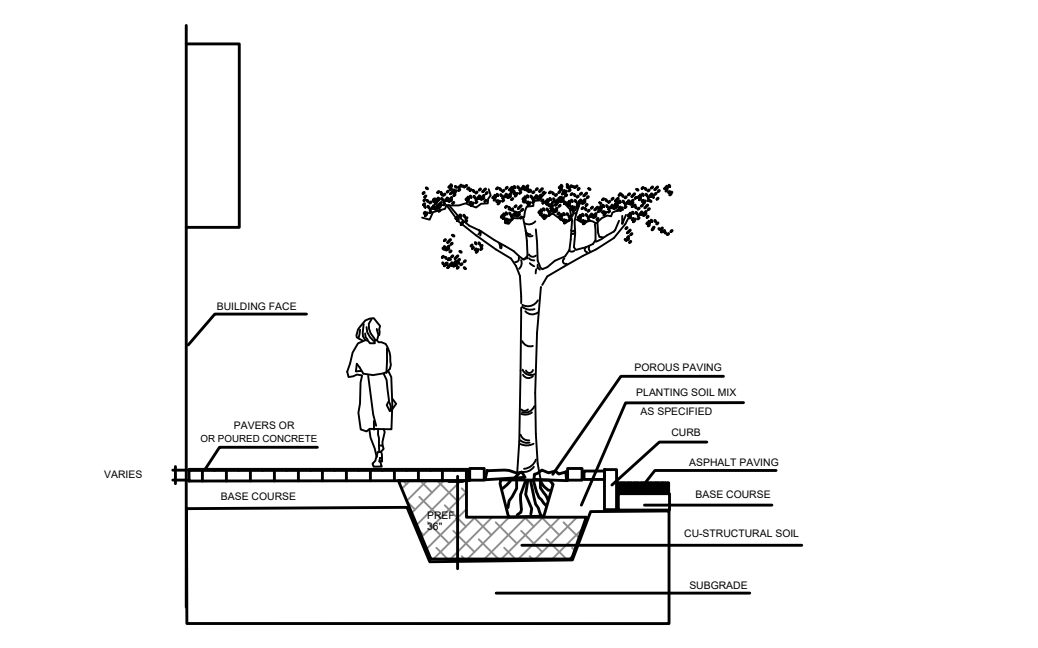 BUILDING FACE
POROUS PAVING
PLANTING SOIL MIX
AS SPECIFIED
CURB
PAVERS OR
OR POURED CONCRETE
ASPHALT PAVING
VARIES
BASE COURSE
BASE COURSE
PREF
36"
CU-STRUCTURAL SOIL
SUBGRADE